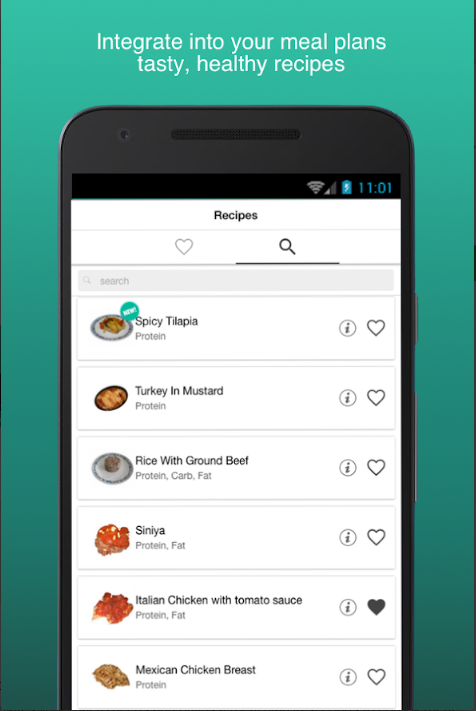 Integrate into your meal plans
tasty, healthy recipes
11:01
Recipes
search
NEW!
Spicy Tilapia
Protein
Turkey In Mustard
Protein
Rice With Ground Beef
Protein, Carb, Fat
Siniya
Protein, Fat
Italian Chicken with tomato sauce
Protein, Fat
Mexican Chicken Breast
Protein